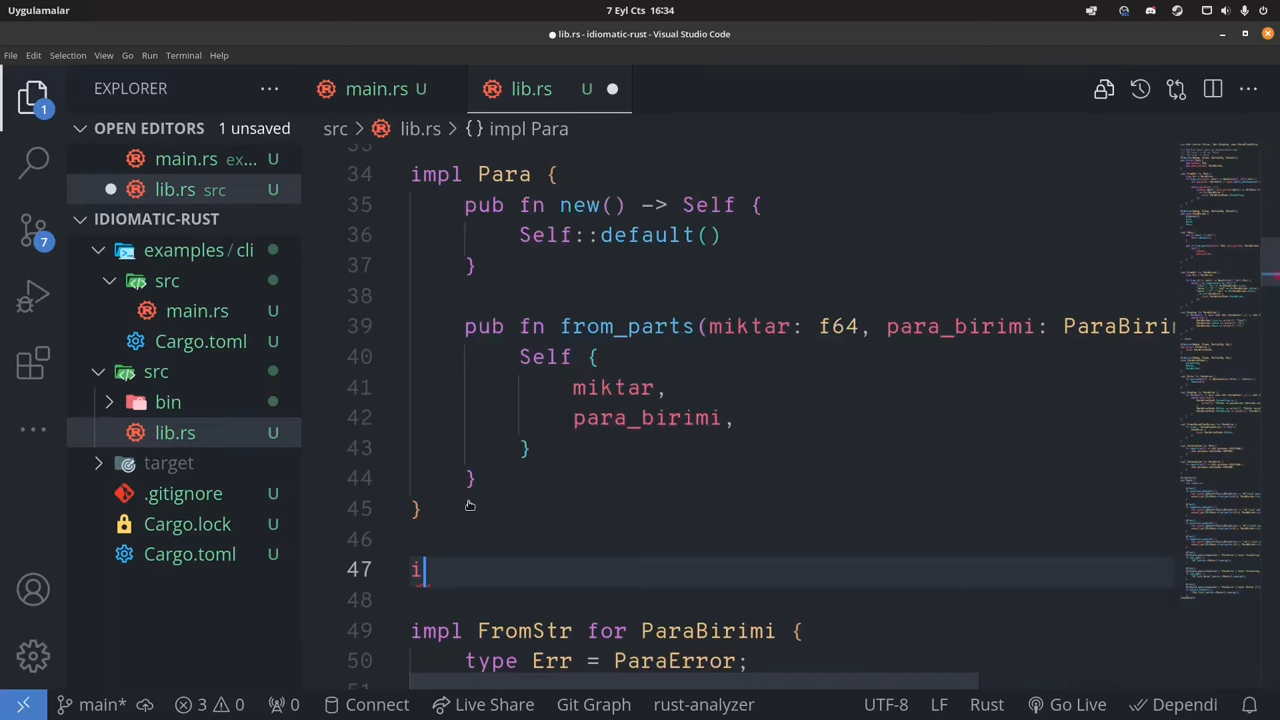 Uygulamalar
7 Eyl Cts 16:34
● lib.rs - idiomatic-rust - Visual Studio Code
File Edit Selection View Go Run Terminal Help
EXPLORER
main.rs U
lib.rs U
OPEN EDITORS 1 unsaved
main.rs ex... U
lib.rs src U
IDIOMATIC-RUST
examples / cli
src
main.rs
Cargo.toml
src
bin
lib.rs U
target
.gitignore U
Cargo.lock U
Cargo.toml U
1
7
src > lib.rs > {} impl Para
34 impl Para {
35 pub fn new() -> Self {
36 Self::default()
37 }
38
39 pub fn from_parts(miktar: f64, para_birimi: ParaBiri
40 Self {
41 miktar,
42 para_birimi,
43 }
44 }
45 }
46
47 i
48
49 impl FromStr for ParaBirimi {
50 type Err = ParaError;
main* 3 0 Connect Live Share Git Graph rust-analyzer UTF-8 LF Rust Go Live Dependi